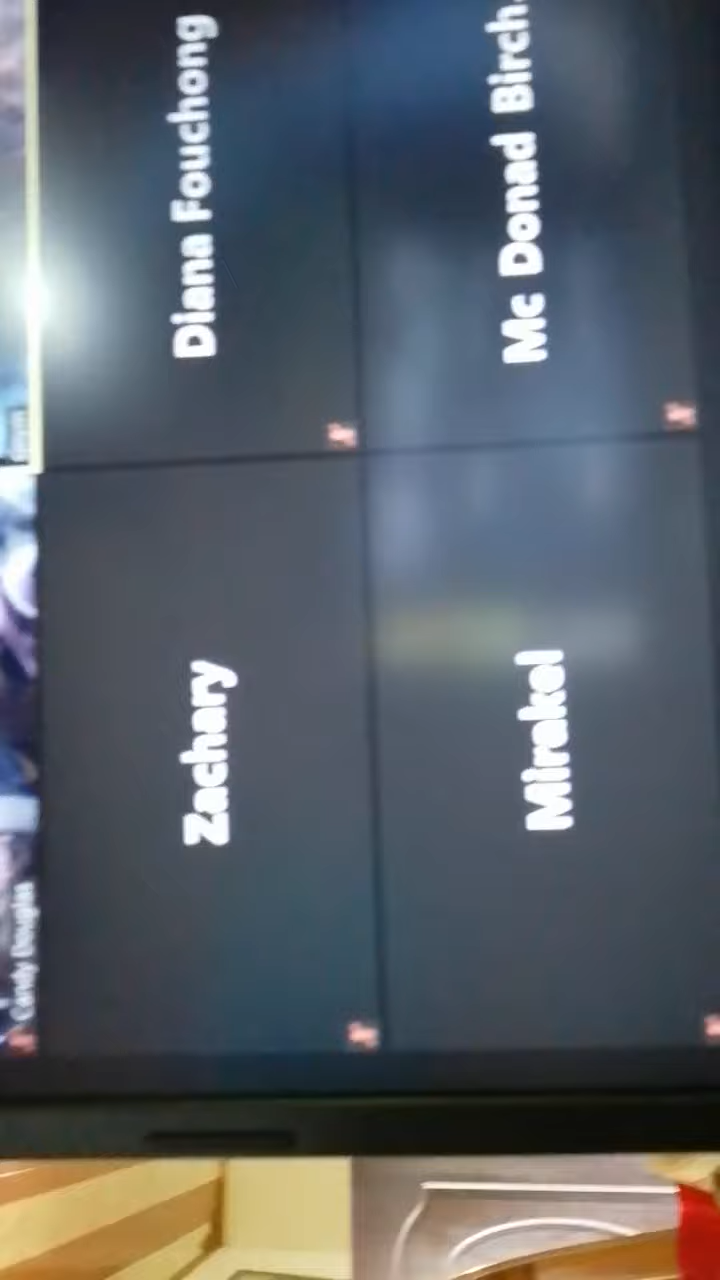 Candy Douglas
Zachary
Diana Fouchong
Mirakel
Mc Donad Birch.